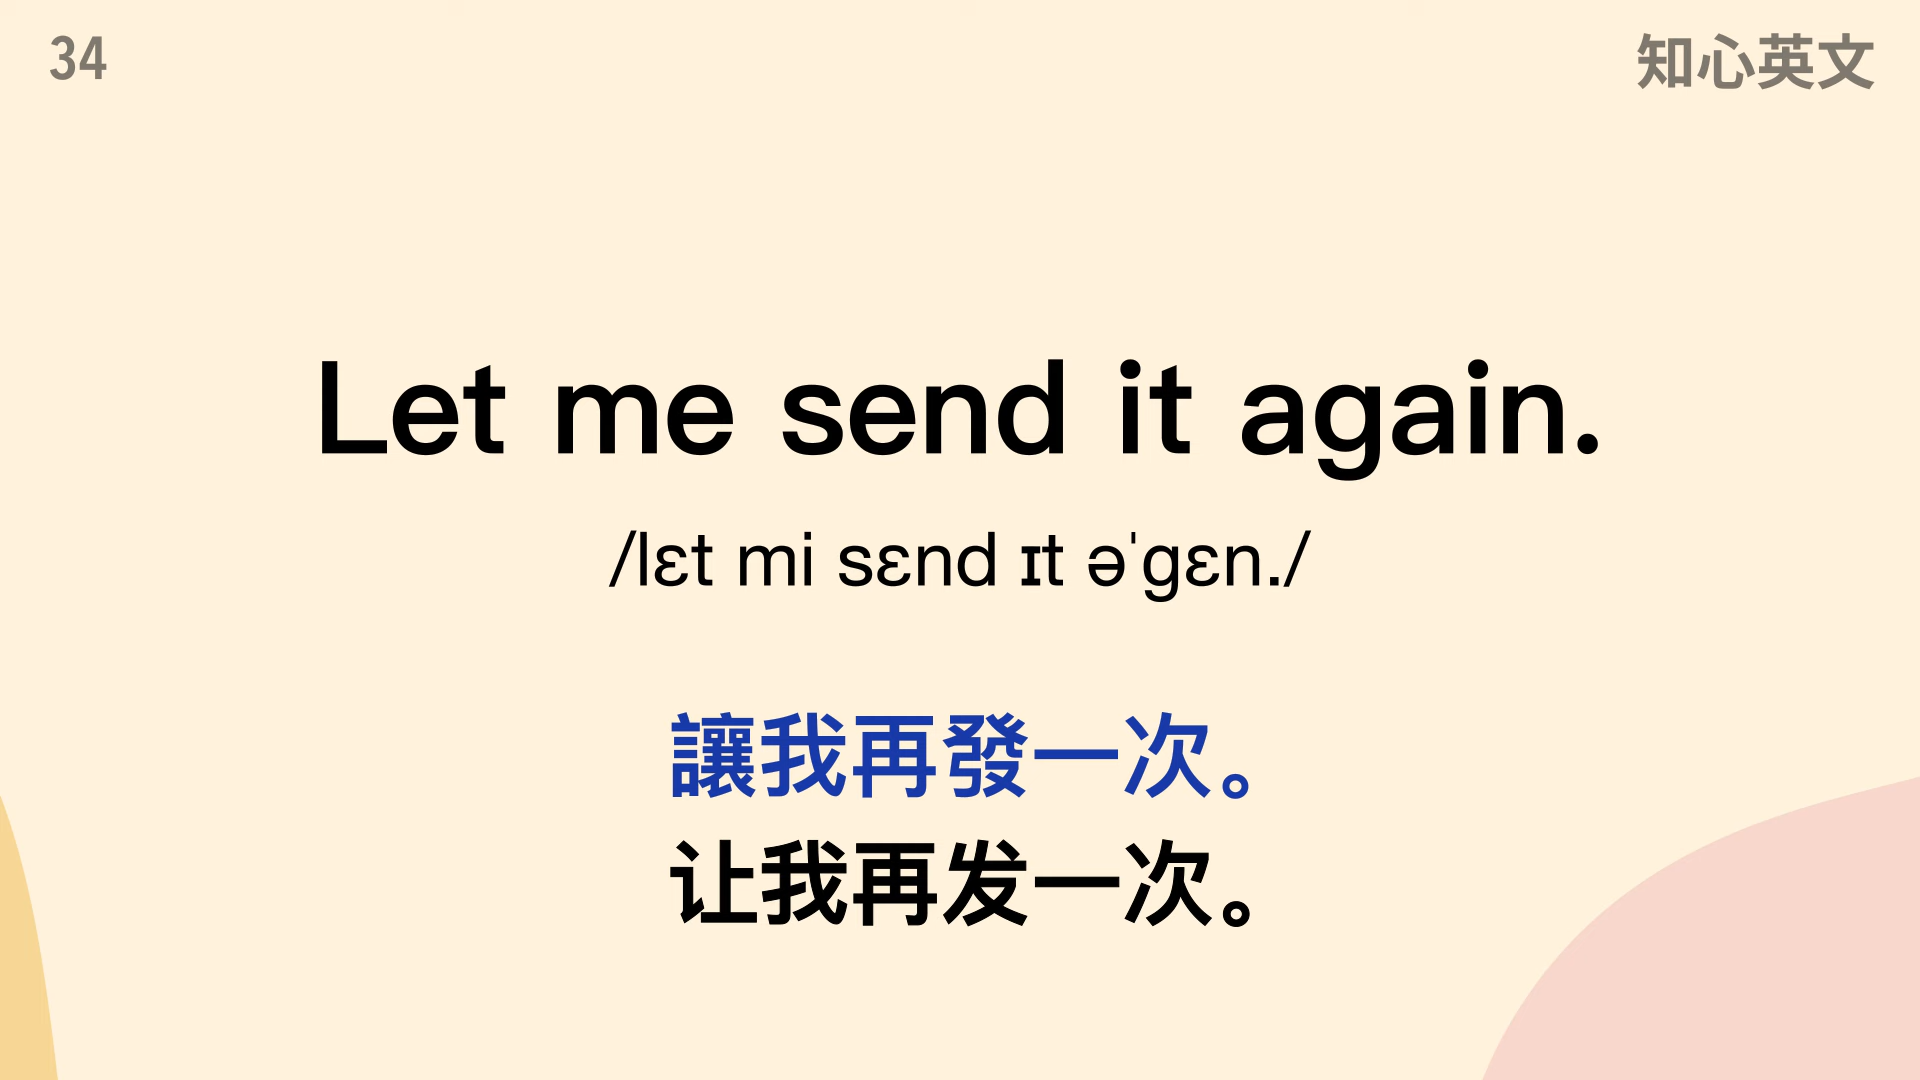 34
知心英文
Let me send it again.
/lɛt mi sɛnd ɪt əˈgɛn./
讓我再發一次。
让我再发一次。